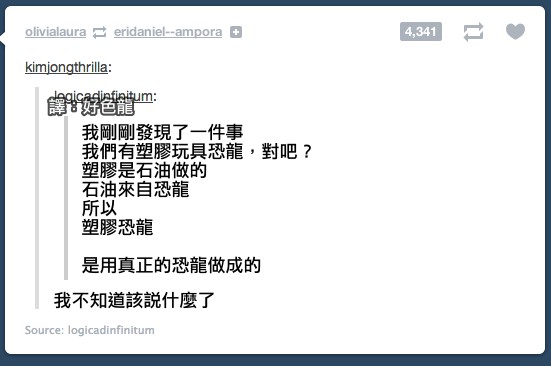 olivialaura eridaniel--ampora
4,341
kimjongthrilla:
logicadinfinitum:
譯：好色龍
我剛剛發現了一件事
我們有塑膠玩具恐龍，對吧？
塑膠是石油做的
石油來自恐龍
所以
塑膠恐龍
是用真正的恐龍做成的
我不知道該說什麼了
Source: logicadinfinitum